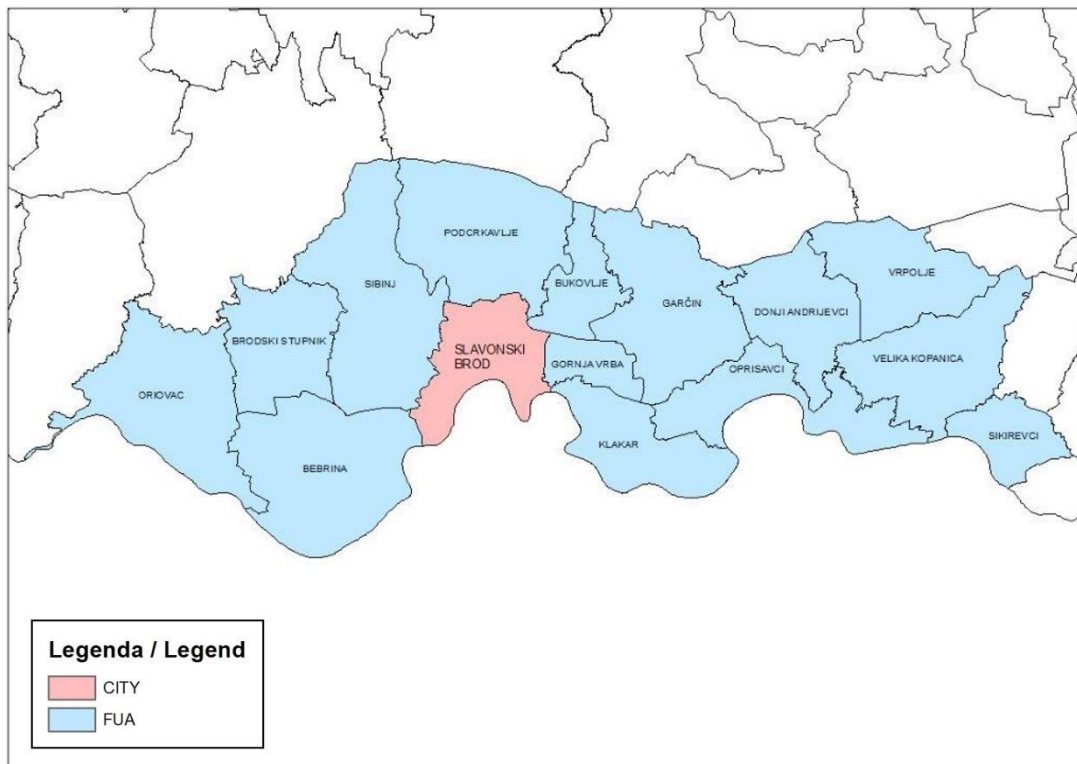 PODCRKAVLJE
VRPOLJE
SIBINJ
BUKOVLJE
GARČIN
DONJI ANDRIJEVCI
BRODSKI STUPNIK
SLAVONSKI
BROD
GORNJA VRBA
OPRISAVCI
VELIKA KOPANICA
ORIOVAC
KLAKAR
SIKIREVCI
BEBRINA
Legenda / Legend
CITY
FUA